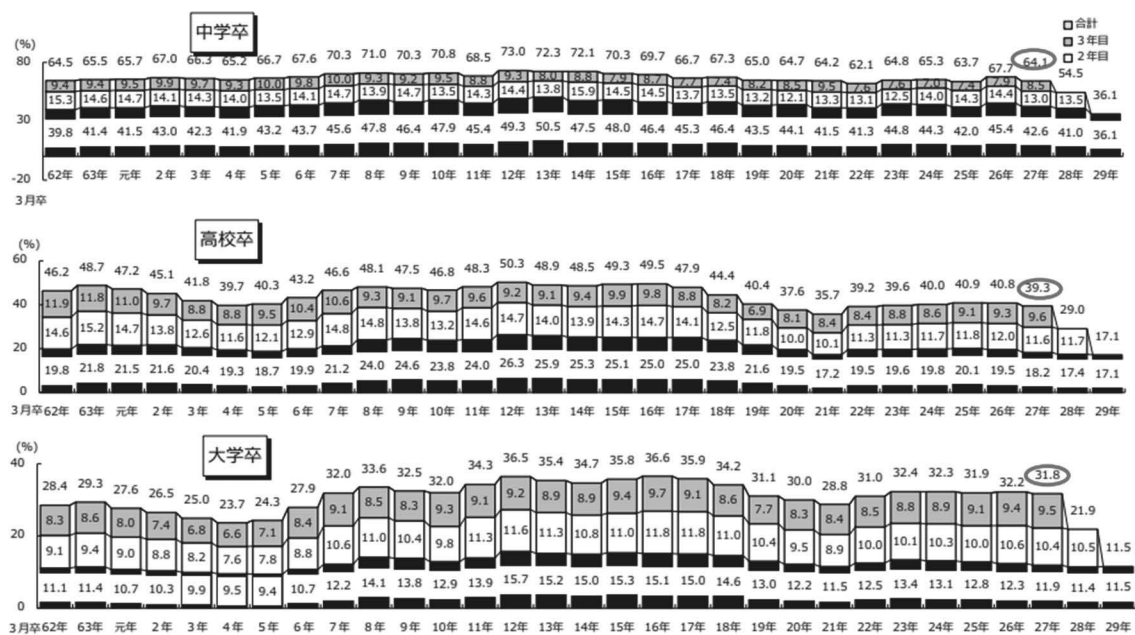 中学卒
(%)
合計
3年目
2年目
64.5 65.5 65.7 67.0 66.3 65.2 66.7 67.6 70.3 71.0 70.3 70.8 68.5 73.0 72.3 72.1 70.3 69.7 66.7 67.3 65.0 64.7 64.2 62.1 64.8 65.3 63.7 67.7 64.1 54.5 36.1
80
9.4 9.4 9.5 9.9 9.7 9.3 10.0 9.8 10.0 9.3 9.2 9.5 8.8 9.3 8.0 8.8 7.9 8.7 7.7 7.4 8.2 8.5 9.5 7.6 7.6 7.0 7.4 7.9 8.5
15.3 14.6 14.7 14.1 14.3 14.0 13.5 14.1 14.7 13.9 14.7 13.5 14.3 14.4 13.8 15.9 14.5 14.5 13.7 13.5 13.2 12.1 13.3 13.1 12.5 14.0 14.3 14.4 13.0 13.5
30
39.8 41.4 41.5 43.0 42.3 41.9 43.2 43.7 45.6 47.8 46.4 47.9 45.4 49.3 50.5 47.5 48.0 46.4 45.3 46.4 43.5 44.1 41.5 41.3 44.8 44.3 42.0 45.4 42.6 41.0 36.1
-20
62年 63年 元年 2年 3年 4年 5年 6年 7年 8年 9年 10年 11年 12年 13年 14年 15年 16年 17年 18年 19年 20年 21年 22年 23年 24年 25年 26年 27年 28年 29年
3月卒
高校卒
(%)
60
46.2 48.7 47.2 45.1 41.8 39.7 40.3 43.2 46.6 48.1 47.5 46.8 48.3 50.3 48.9 48.5 49.3 49.5 47.9 44.4 40.4 37.6 35.7 39.2 39.6 40.0 40.9 40.8 39.3 29.0 17.1
40
11.9 11.8 11.0 9.7 8.8 8.8 9.5 10.4 10.6 9.3 9.1 9.7 9.6 9.2 9.1 9.4 9.9 9.8 8.8 8.2 6.9 8.1 8.4 8.4 8.8 8.6 9.1 9.3 9.6
14.6 15.2 14.7 13.8 12.6 11.6 12.1 12.9 14.8 14.8 13.8 13.2 14.6 14.7 14.0 13.9 14.3 14.7 14.1 12.5 11.8 10.0 10.1 11.3 11.3 11.7 11.8 12.0 11.6 11.7
20
19.8 21.8 21.5 21.6 20.4 19.3 18.7 19.9 21.2 24.0 24.6 23.8 24.0 26.3 25.9 25.3 25.1 25.0 25.0 23.8 21.6 19.5 17.2 19.5 19.6 19.8 20.1 19.5 18.2 17.4 17.1
0
3月卒 62年 63年 元年 2年 3年 4年 5年 6年 7年 8年 9年 10年 11年 12年 13年 14年 15年 16年 17年 18年 19年 20年 21年 22年 23年 24年 25年 26年 27年 28年 29年
大学卒
(%)
40
28.4 29.3 27.6 26.5 25.0 23.7 24.3 27.9 32.0 33.6 32.5 32.0 34.3 36.5 35.4 34.7 35.8 36.6 35.9 34.2 31.1 30.0 28.8 31.0 32.4 32.3 31.9 32.2 31.8 21.9 11.5
8.3 8.6 8.0 7.4 6.8 6.6 7.1 8.4 9.1 8.5 8.3 9.3 9.1 9.2 8.9 8.9 9.4 9.7 9.1 8.6 7.7 8.3 8.4 8.5 8.8 8.9 9.1 9.4 9.5
20
9.1 9.4 9.0 8.8 8.2 7.6 7.8 8.8 10.6 11.0 10.4 9.8 11.3 11.6 11.3 10.8 11.0 11.8 11.8 11.0 10.4 9.5 8.9 10.0 10.1 10.3 10.0 10.6 10.4 10.5
11.1 11.4 10.7 10.3 9.9 9.5 9.4 10.7 12.2 14.1 13.8 12.9 13.9 15.7 15.2 15.0 15.3 15.1 15.0 14.6 13.0 12.2 11.5 12.5 13.4 13.1 12.8 12.3 11.9 11.4 11.5
0
3月卒 62年 63年 元年 2年 3年 4年 5年 6年 7年 8年 9年 10年 11年 12年 13年 14年 15年 16年 17年 18年 19年 20年 21年 22年 23年 24年 25年 26年 27年 28年 29年